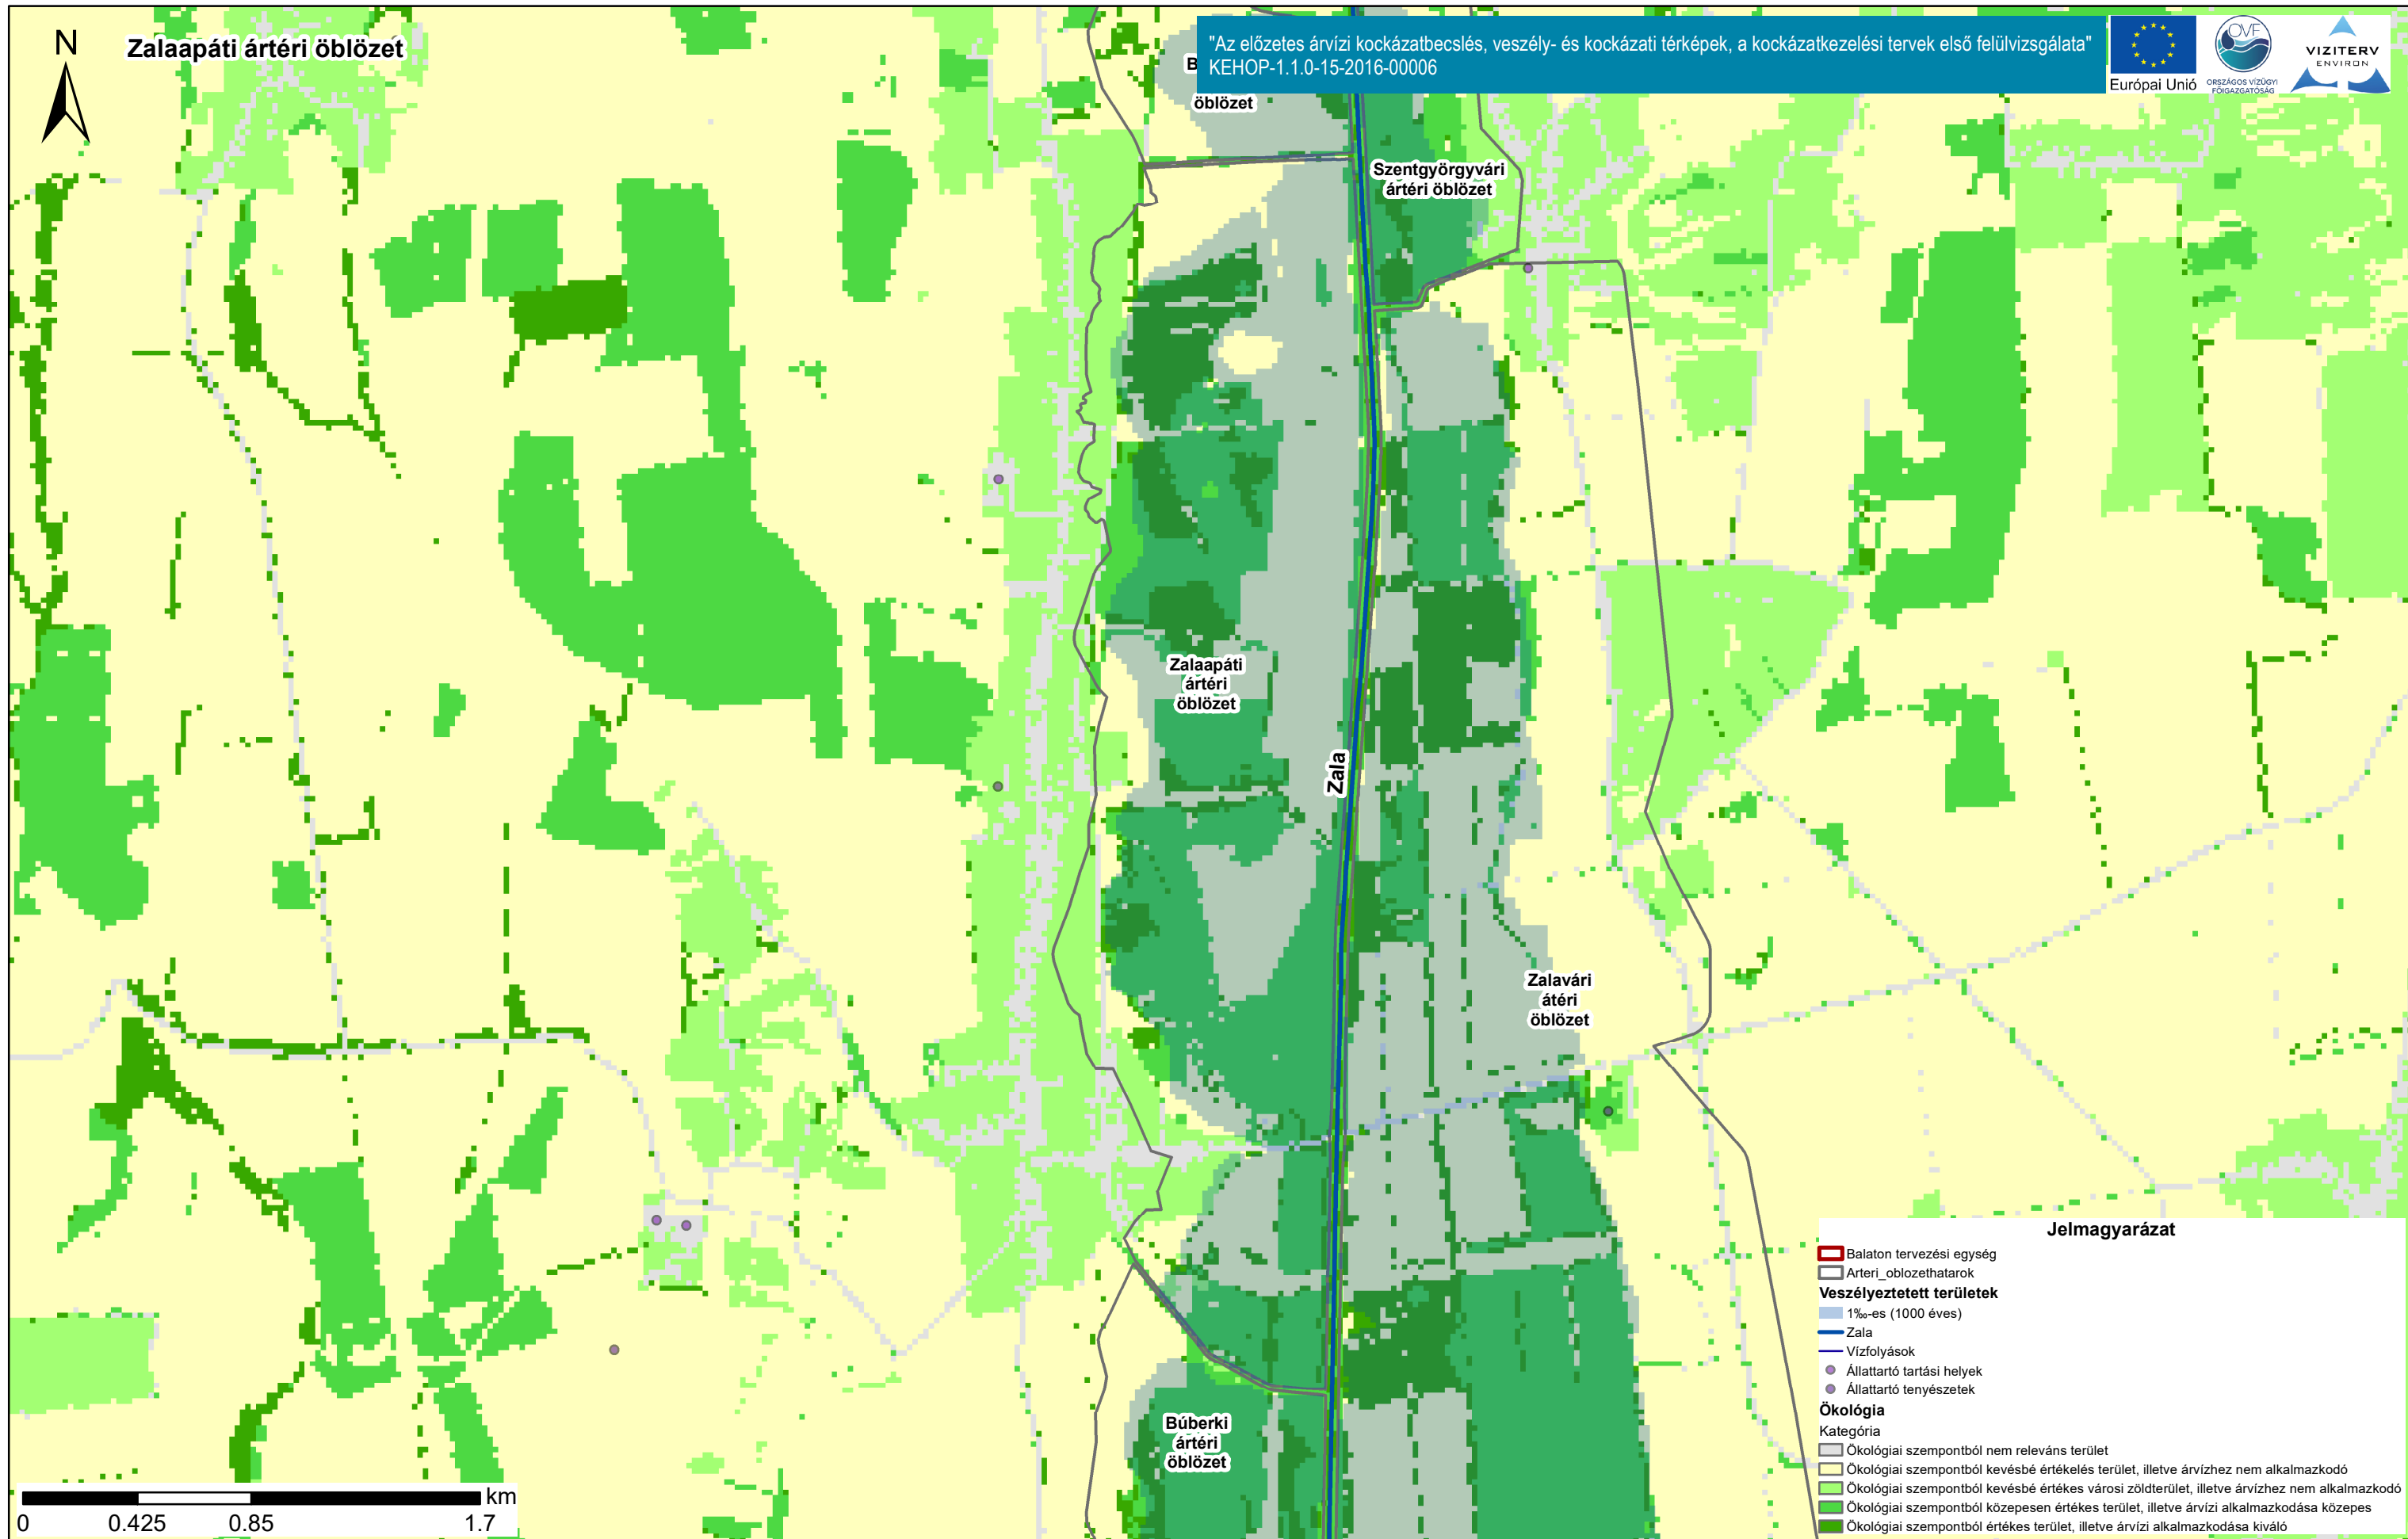 N
Zalaapáti ártéri öblözet
"Az előzetes árvízi kockázatbecslés, veszély- és kockázati térképek, a kockázatkezelési tervek első felülvizsgálata"
KEHOP-1.1.0-15-2016-00006
Európai Unió
OVF
ORSZÁGOS VÍZÜGYI
FŐIGAZGATÓSÁG
VIZITERV
ENVIRON
B
öblözet
Szentgyörgyvári
ártéri öblözet
Zalaapáti
ártéri
öblözet
Zala
Zalavári
átéri
öblözet
Búberki
ártéri
öblözet
km
0 0.425 0.85 1.7
Jelmagyarázat
Balaton tervezési egység
Arteri_oblozethatarok
Veszélyeztetett területek
1‰-es (1000 éves)
Zala
Vízfolyások
Állattartó tartási helyek
Állattartó tenyészetek
Ökológia
Kategória
Ökológiai szempontból nem releváns terület
Ökológiai szempontból kevésbé értékelés terület, illetve árvízhez nem alkalmazkodó
Ökológiai szempontból kevésbé értékes városi zöldterület, illetve árvízhez nem alkalmazkodó
Ökológiai szempontból közepesen értékes terület, illetve árvízi alkalmazkodása közepes
Ökológiai szempontból értékes terület, illetve árvízi alkalmazkodása kiváló